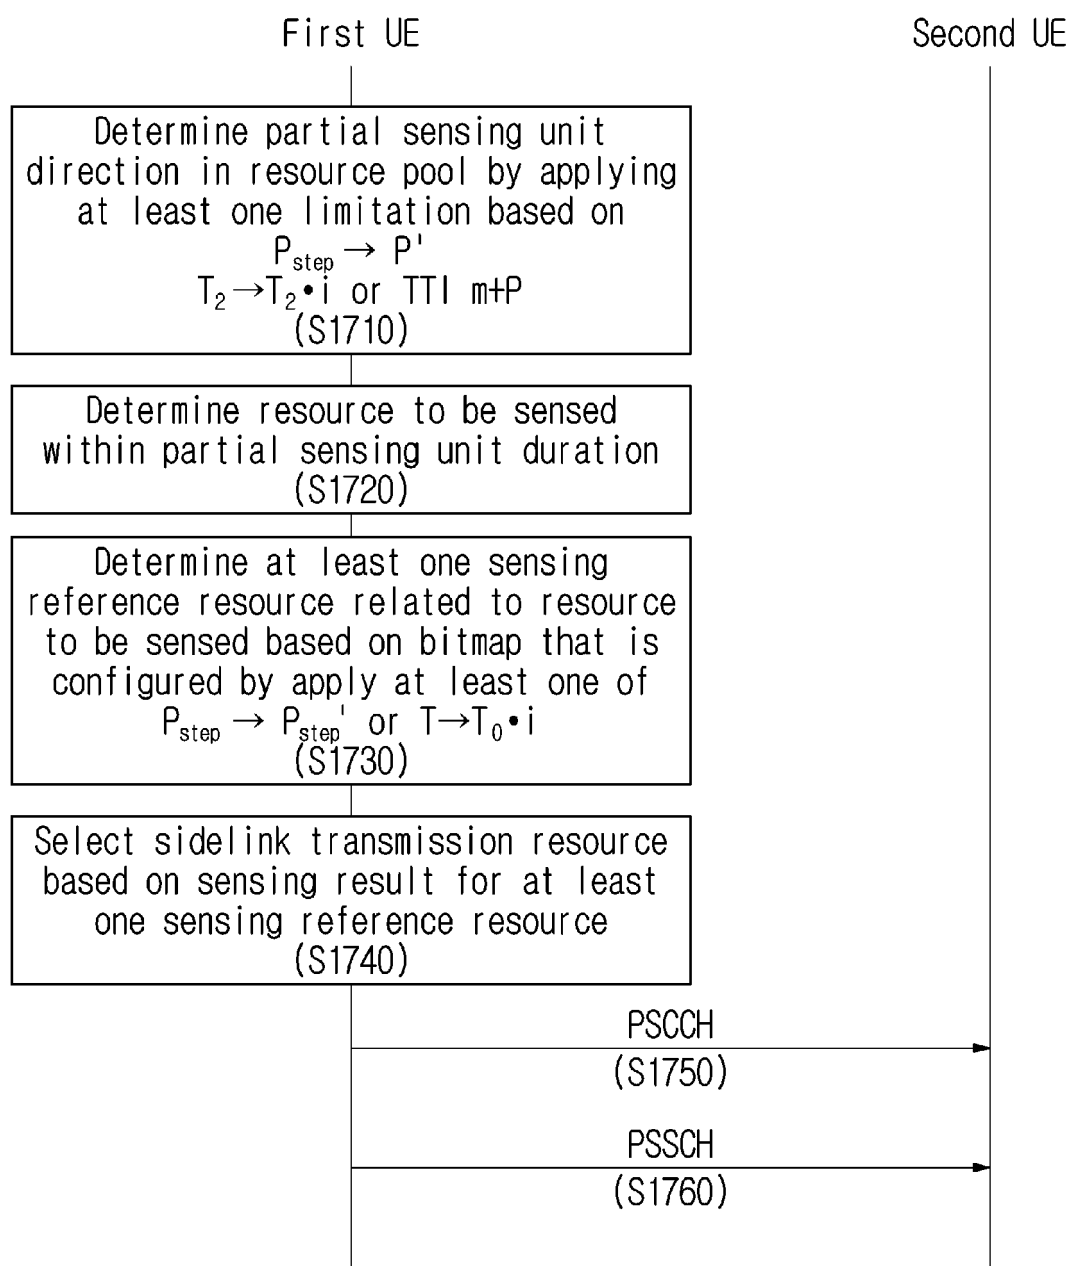 First UE
Second UE
Determine partial sensing unit
direction in resource pool by applying
at least one limitation based on
P_step → P'
T₂→T₂•i or TTI m+P
(S1710)
Determine resource to be sensed
within partial sensing unit duration
(S1720)
Determine at least one sensing
reference resource related to resource
to be sensed based on bitmap that is
configured by apply at least one of
P_step → P_step' or T→T₀•i
(S1730)
Select sidelink transmission resource
based on sensing result for at least
one sensing reference resource
(S1740)
PSCCH
(S1750)
PSSCH
(S1760)